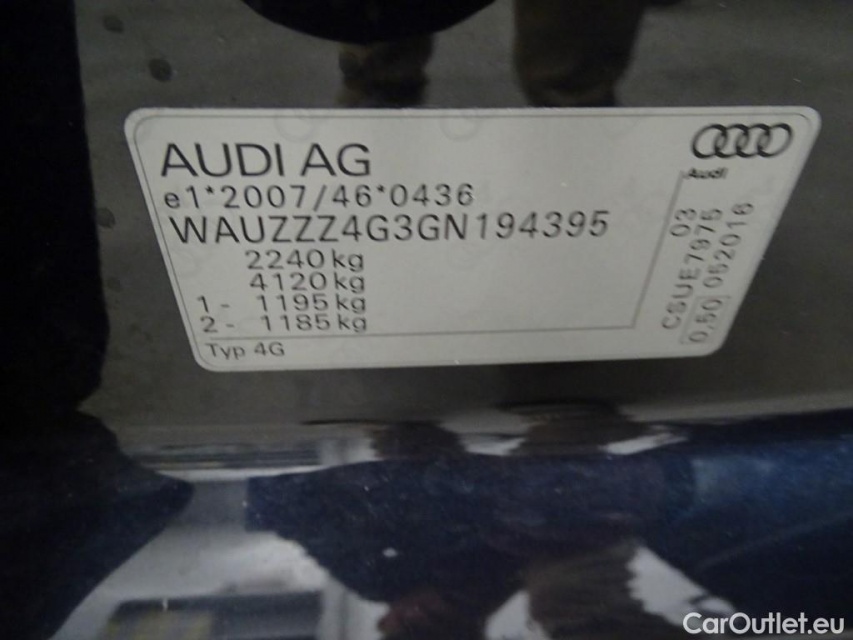 AUDI AG
e1*2007/46*0436
WAUZZZ4G3GN194395
2240 kg
4120 kg
1 - 1195 kg
2 - 1185 kg
Typ 4G
Audi
CSUE7975 03
0,50 052016
CarOutlet.eu